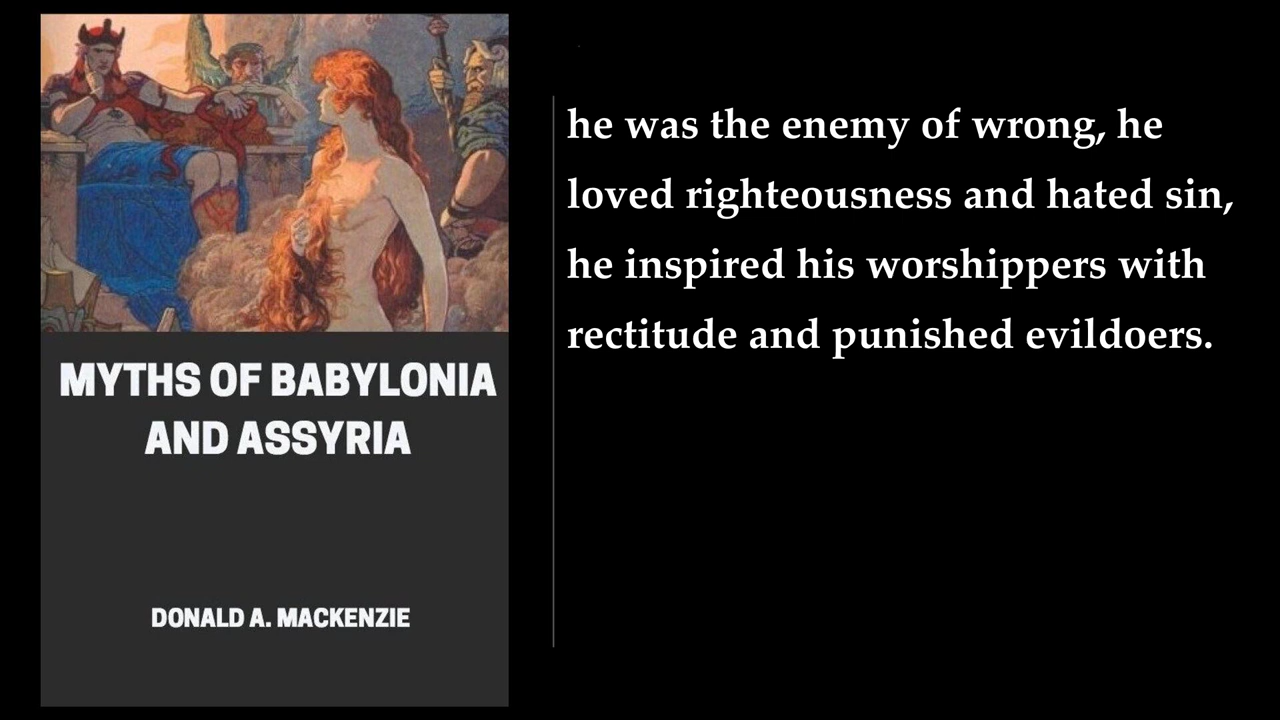 MYTHS OF BABYLONIA
AND ASSYRIA
DONALD A. MACKENZIE
he was the enemy of wrong, he
loved righteousness and hated sin,
he inspired his worshippers with
rectitude and punished evildoers.